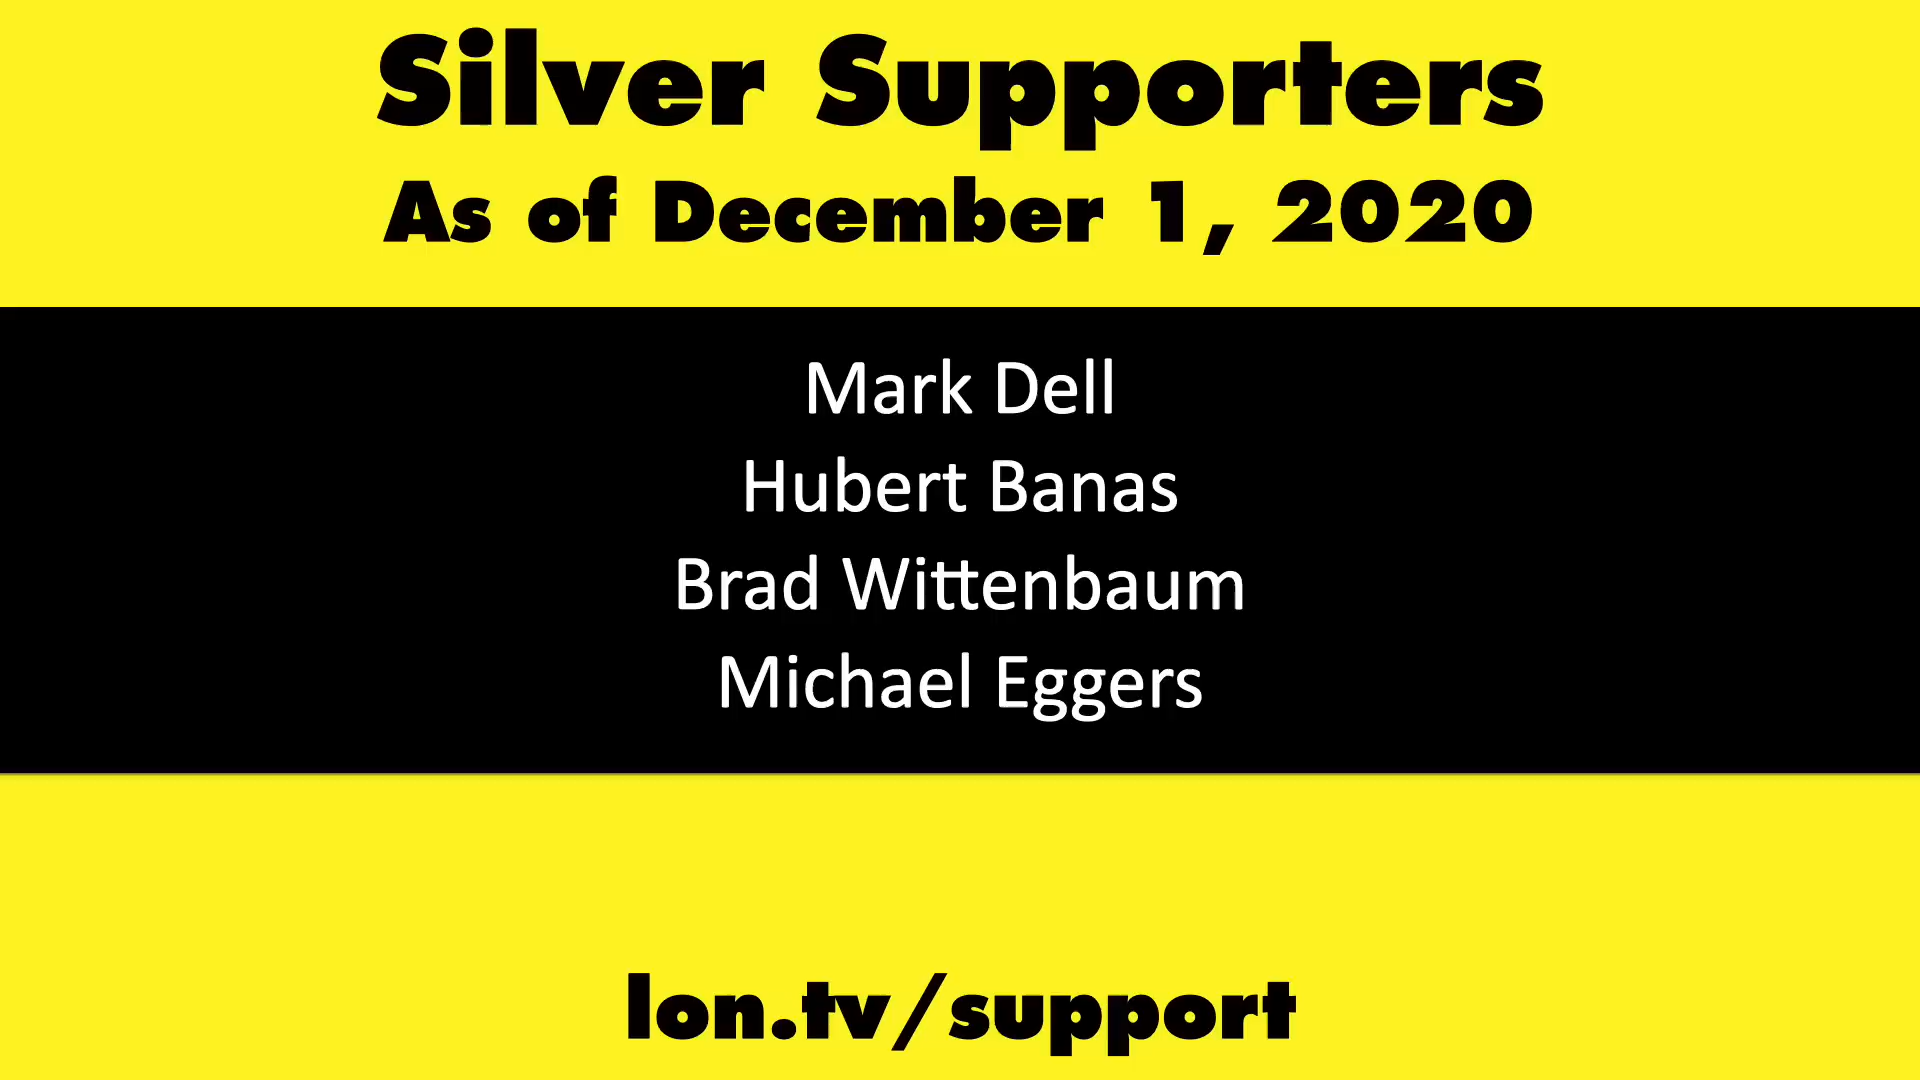 Silver Supporters
As of December 1, 2020
Mark Dell
Hubert Banas
Brad Wittenbaum
Michael Eggers
lon.tv/support